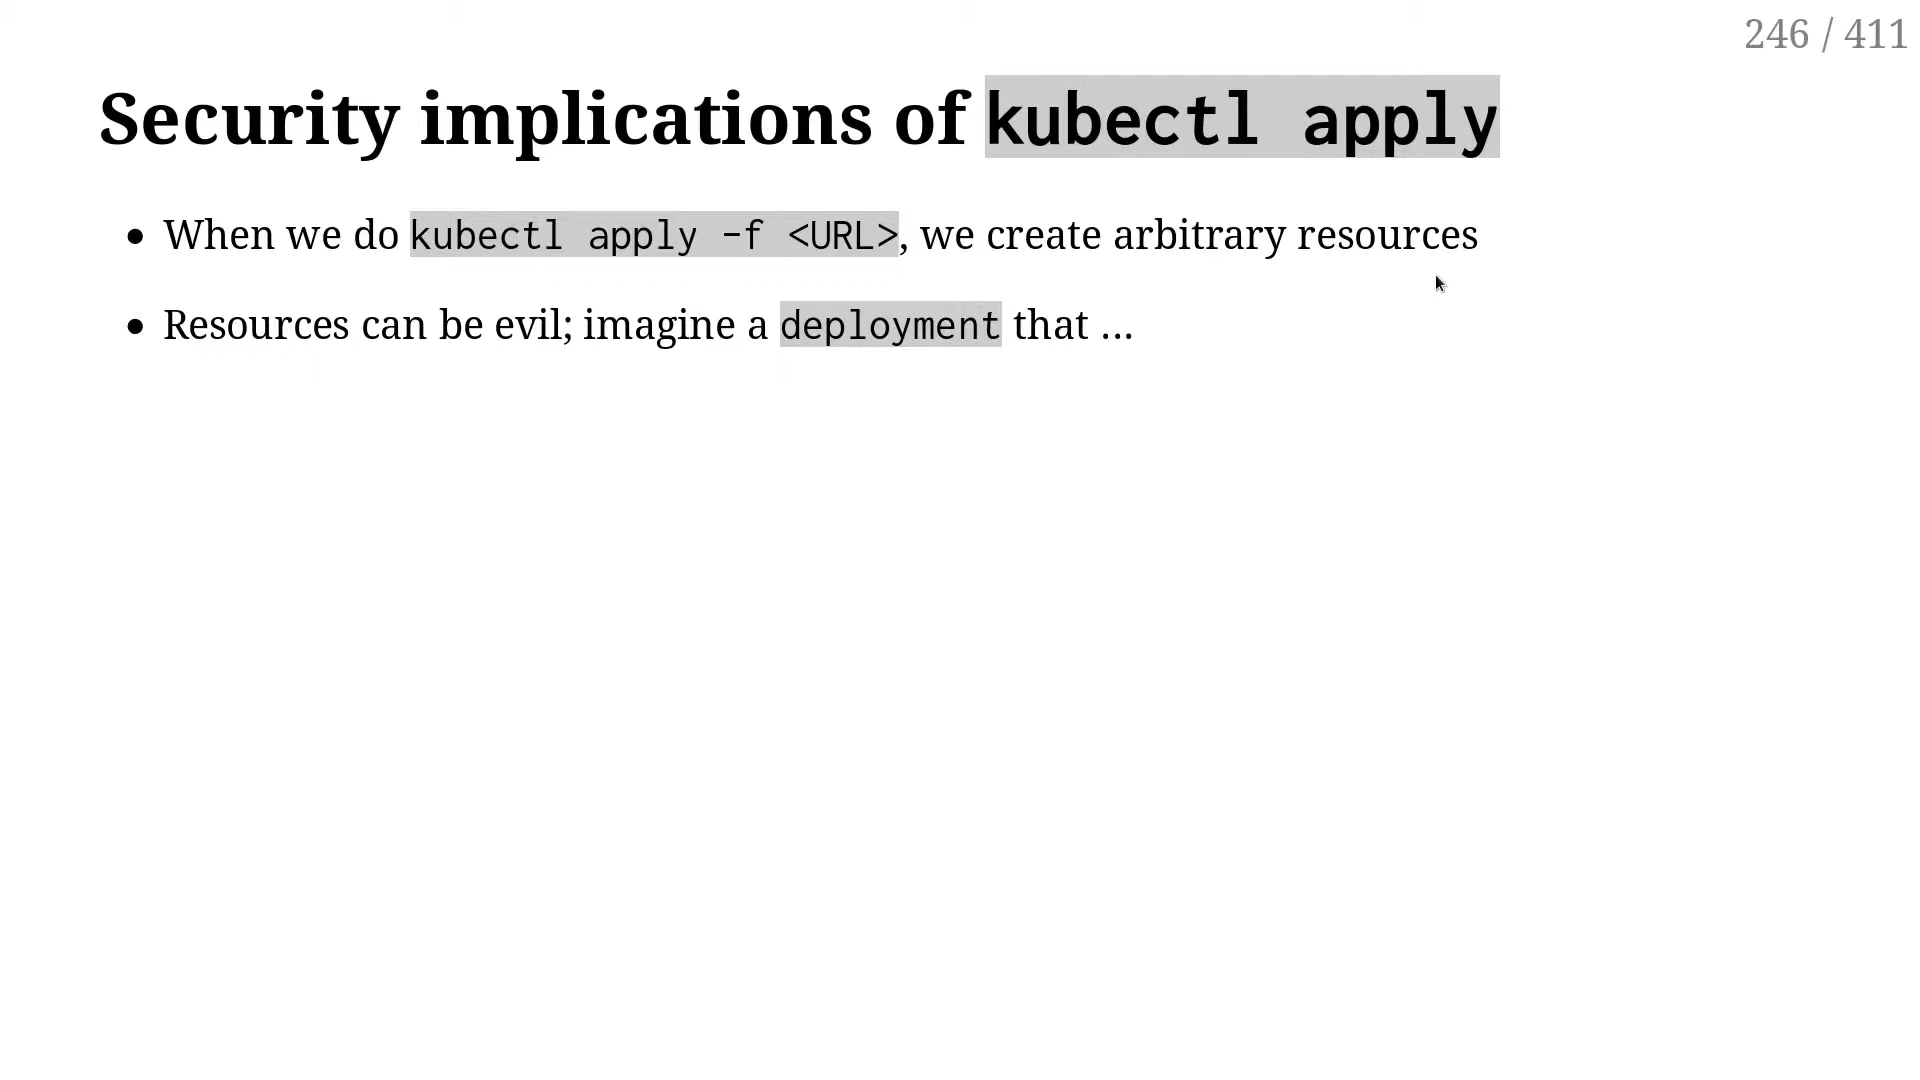 246 / 411
Security implications of kubectl apply
• When we do kubectl apply -f <URL>, we create arbitrary resources
• Resources can be evil; imagine a deployment that ...